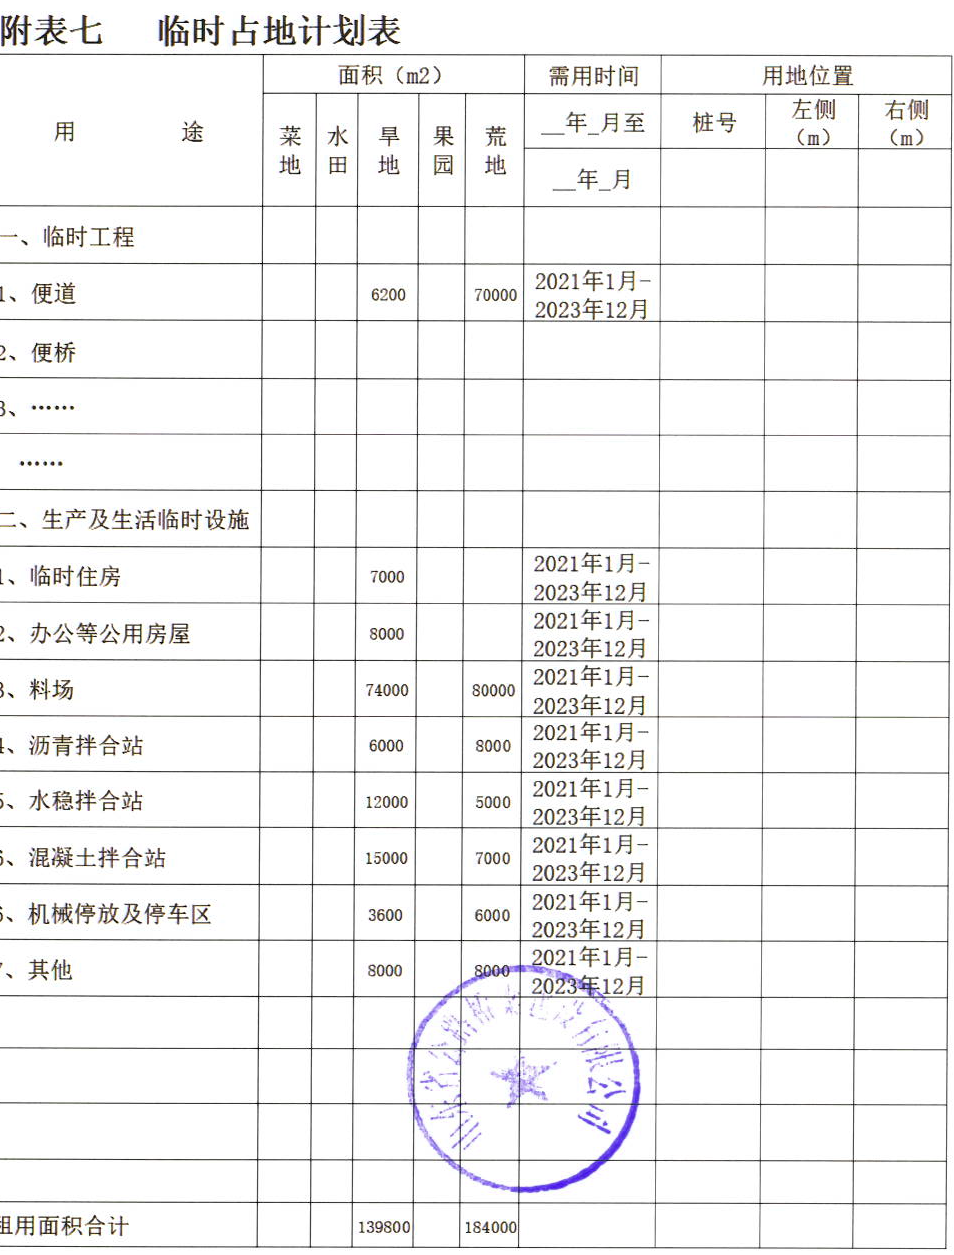 附表七 临时占地计划表
用 途 面积（m2） 需用时间 用地位置
菜地 水田 旱地 果园 荒地 __年_月至 桩号 左侧（m） 右侧（m）
__年_月
一、临时工程
1、便道 6200 70000 2021年1月-2023年12月
2、便桥
3、……
……
二、生产及生活临时设施
1、临时住房 7000 2021年1月-2023年12月
2、办公等公用房屋 8000 2021年1月-2023年12月
3、料场 74000 80000 2021年1月-2023年12月
4、沥青拌合站 6000 8000 2021年1月-2023年12月
5、水稳拌合站 12000 5000 2021年1月-2023年12月
6、混凝土拌合站 15000 7000 2021年1月-2023年12月
6、机械停放及停车区 3600 6000 2021年1月-2023年12月
7、其他 8000 8000 2021年1月-2023年12月
建设有限公司
租用面积合计 139800 184000